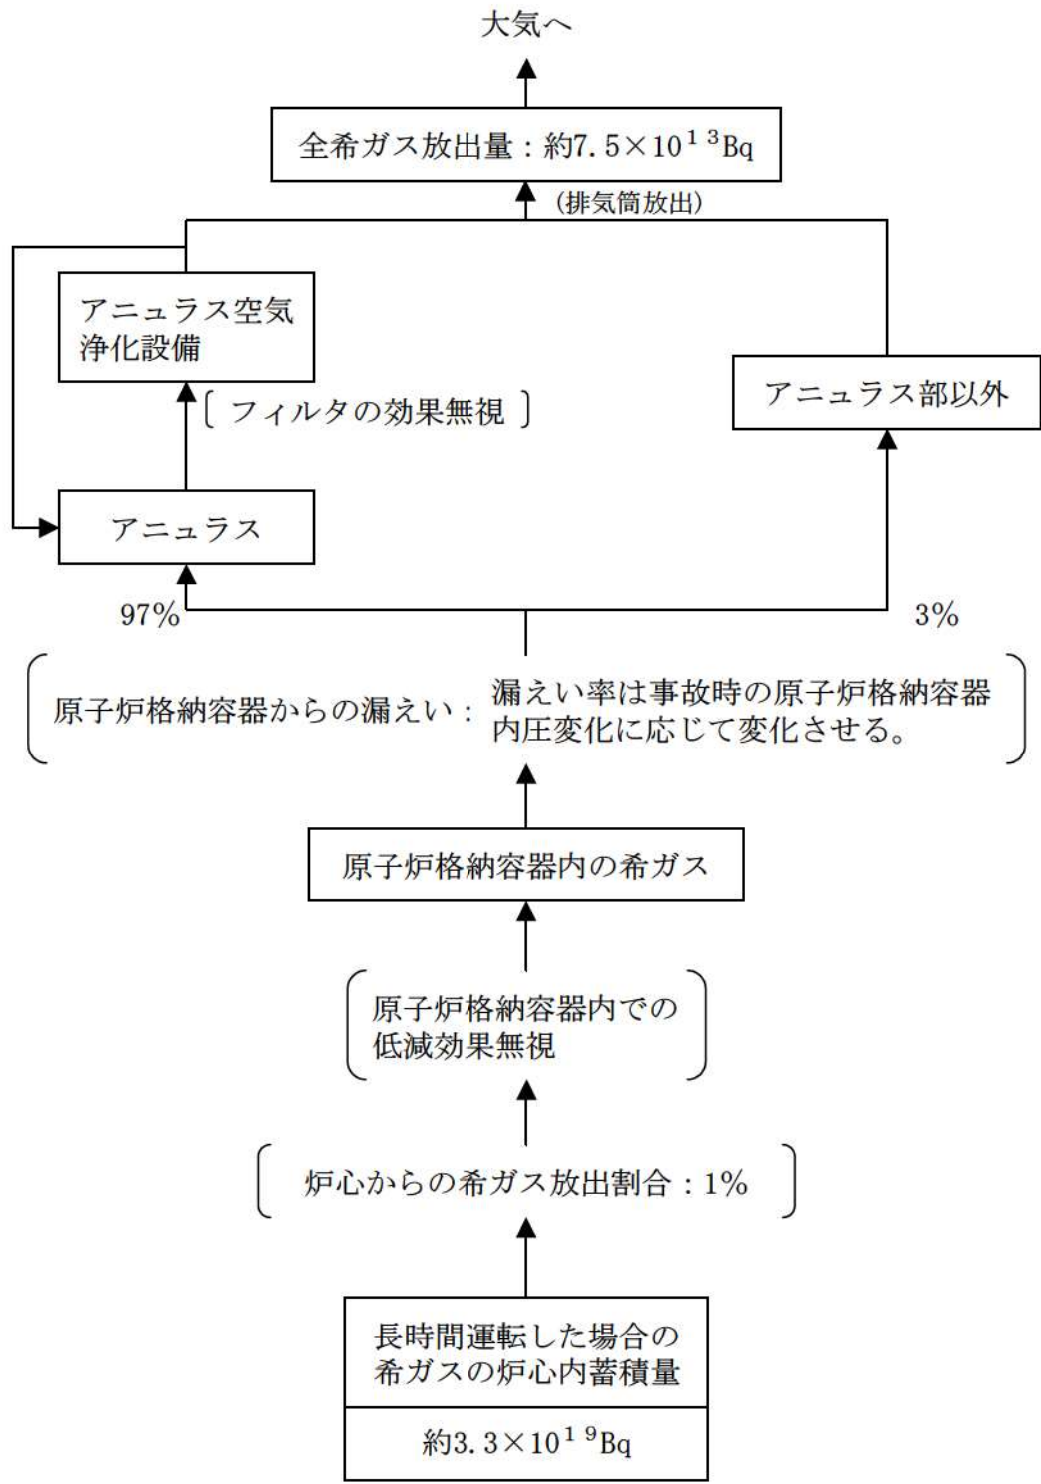 大気へ
全希ガス放出量：約7.5×10¹³Bq
(排気筒放出)
アニュラス空気
浄化設備
〔 フィルタの効果無視 〕
アニュラス部以外
アニュラス
97%
3%
原子炉格納容器からの漏えい：
漏えい率は事故時の原子炉格納容器
内圧変化に応じて変化させる。
原子炉格納容器内の希ガス
原子炉格納容器内での
低減効果無視
炉心からの希ガス放出割合：1%
長時間運転した場合の
希ガスの炉心内蓄積量
約3.3×10¹⁹Bq